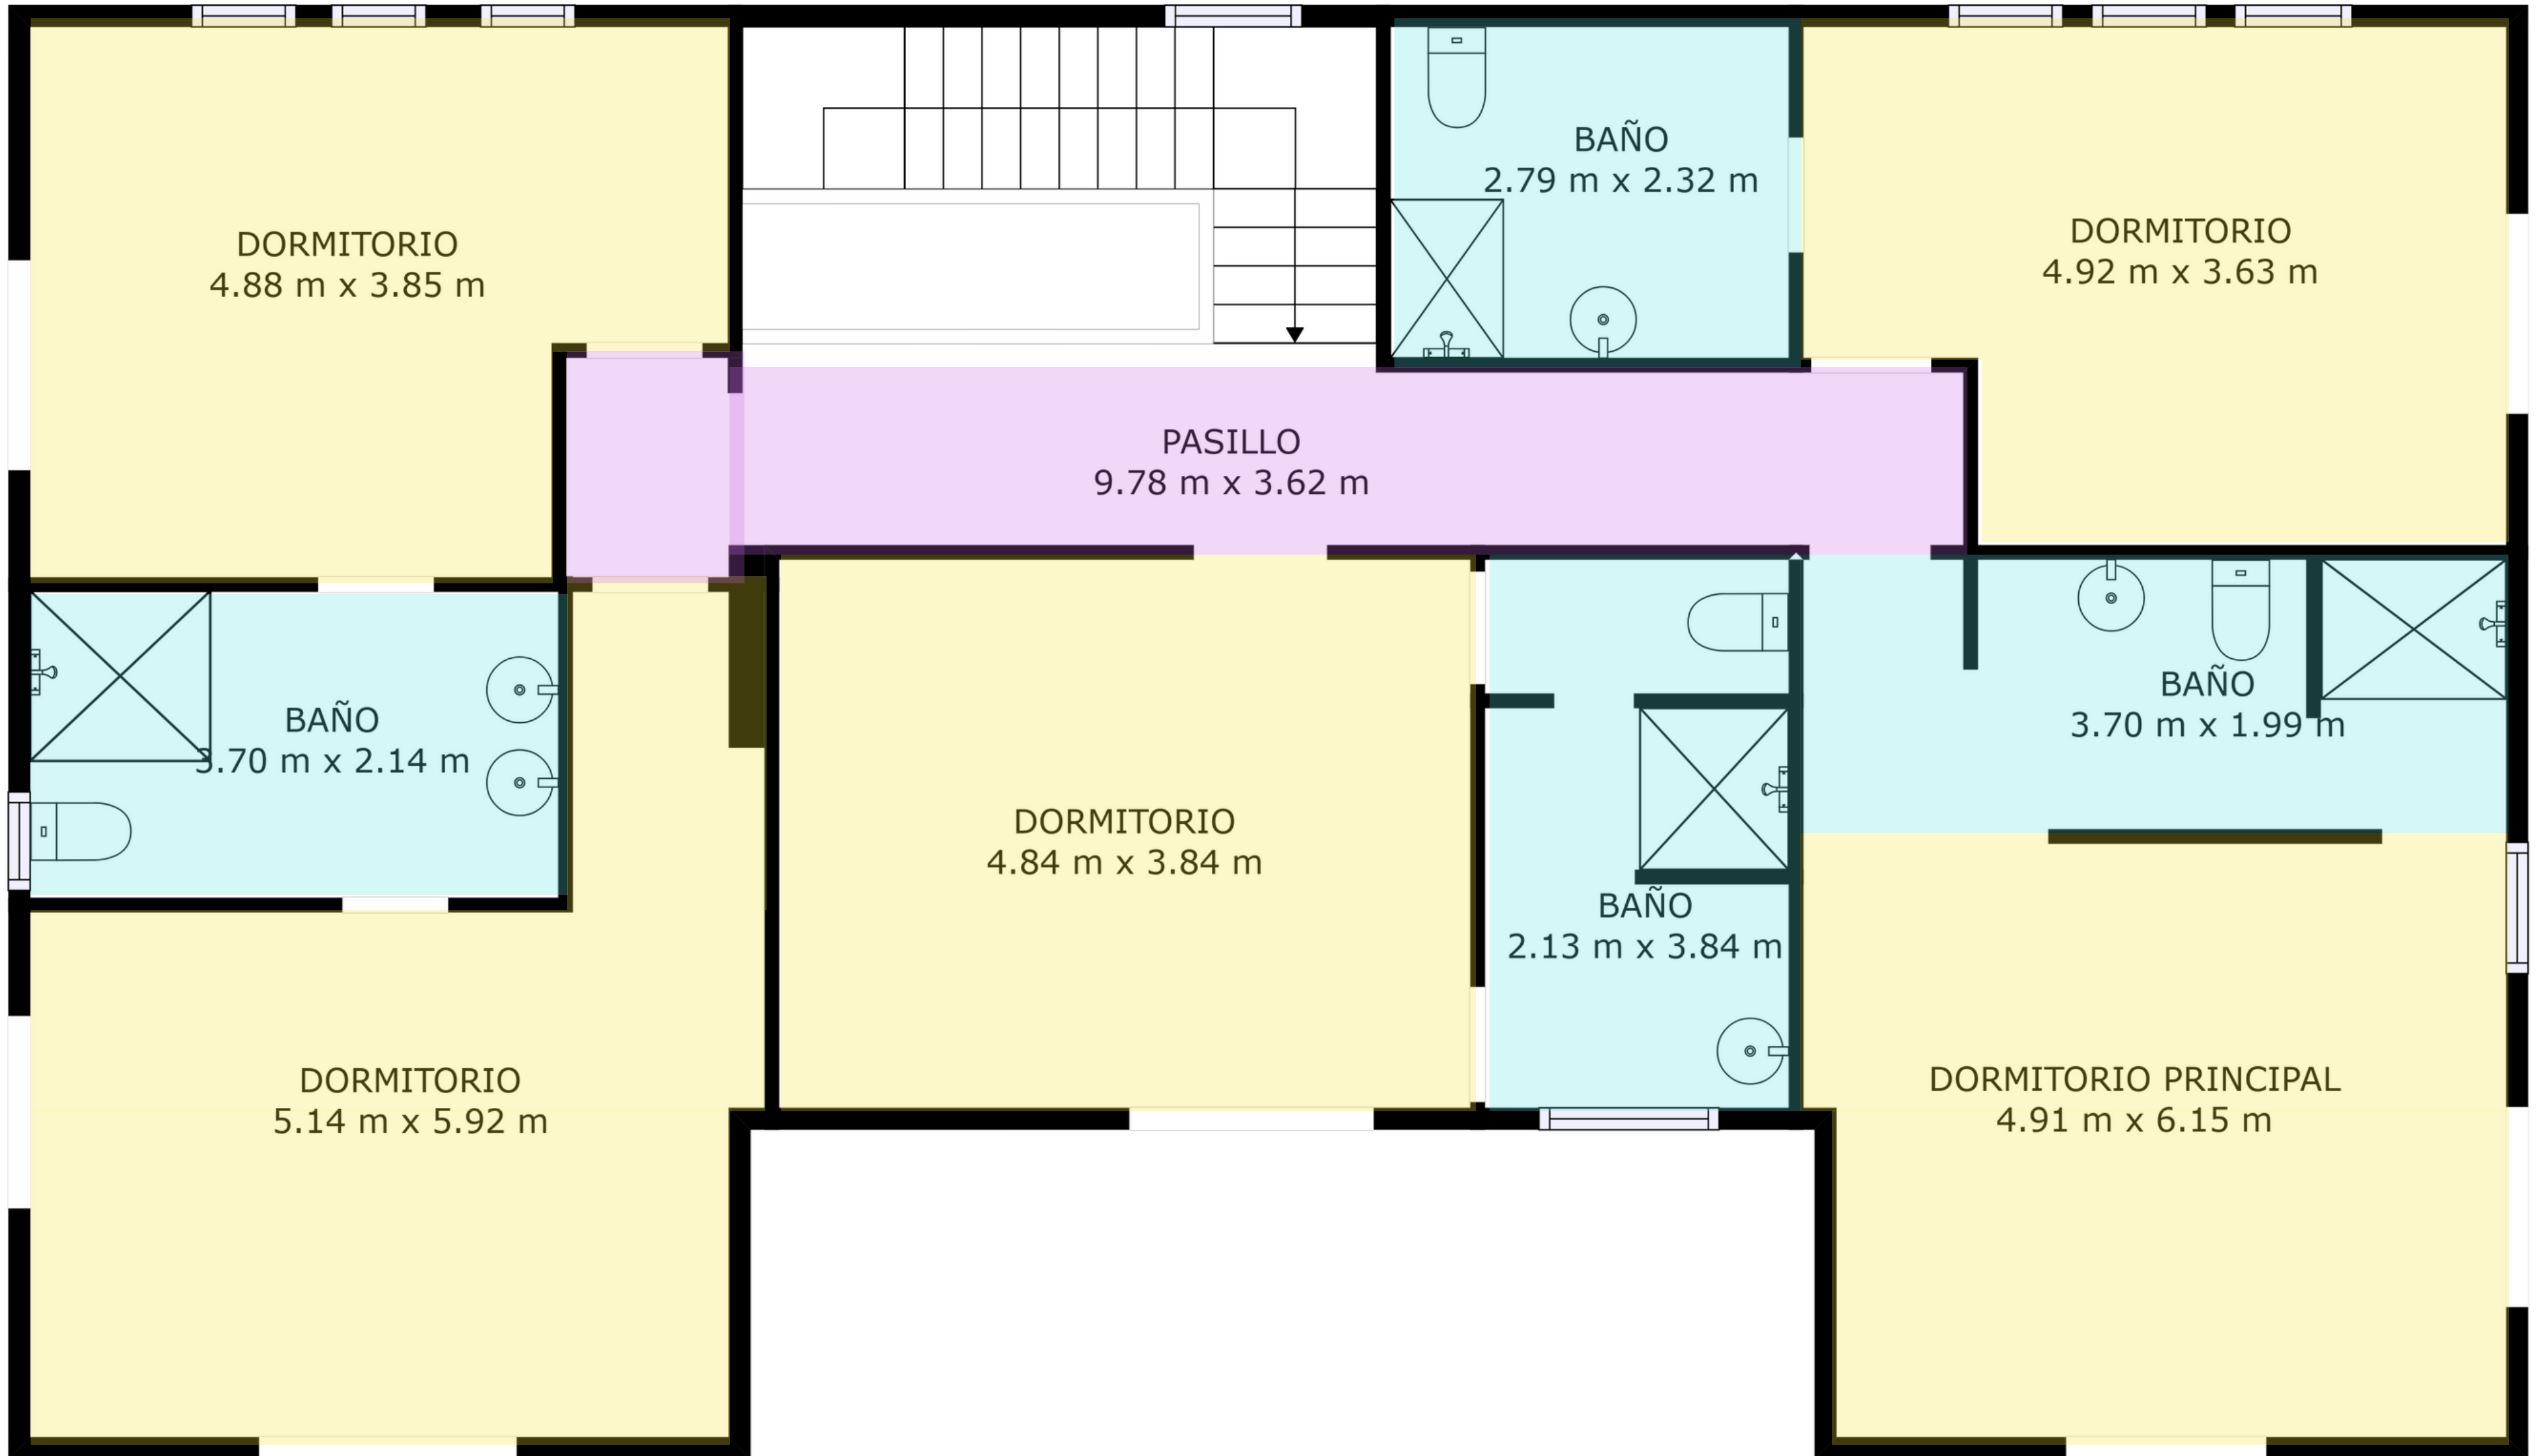 BAÑO
2.79 m x 2.32 m
DORMITORIO
4.88 m x 3.85 m
DORMITORIO
4.92 m x 3.63 m
PASILLO
9.78 m x 3.62 m
BAÑO
3.70 m x 2.14 m
BAÑO
3.70 m x 1.99 m
DORMITORIO
4.84 m x 3.84 m
BAÑO
2.13 m x 3.84 m
DORMITORIO
5.14 m x 5.92 m
DORMITORIO PRINCIPAL
4.91 m x 6.15 m